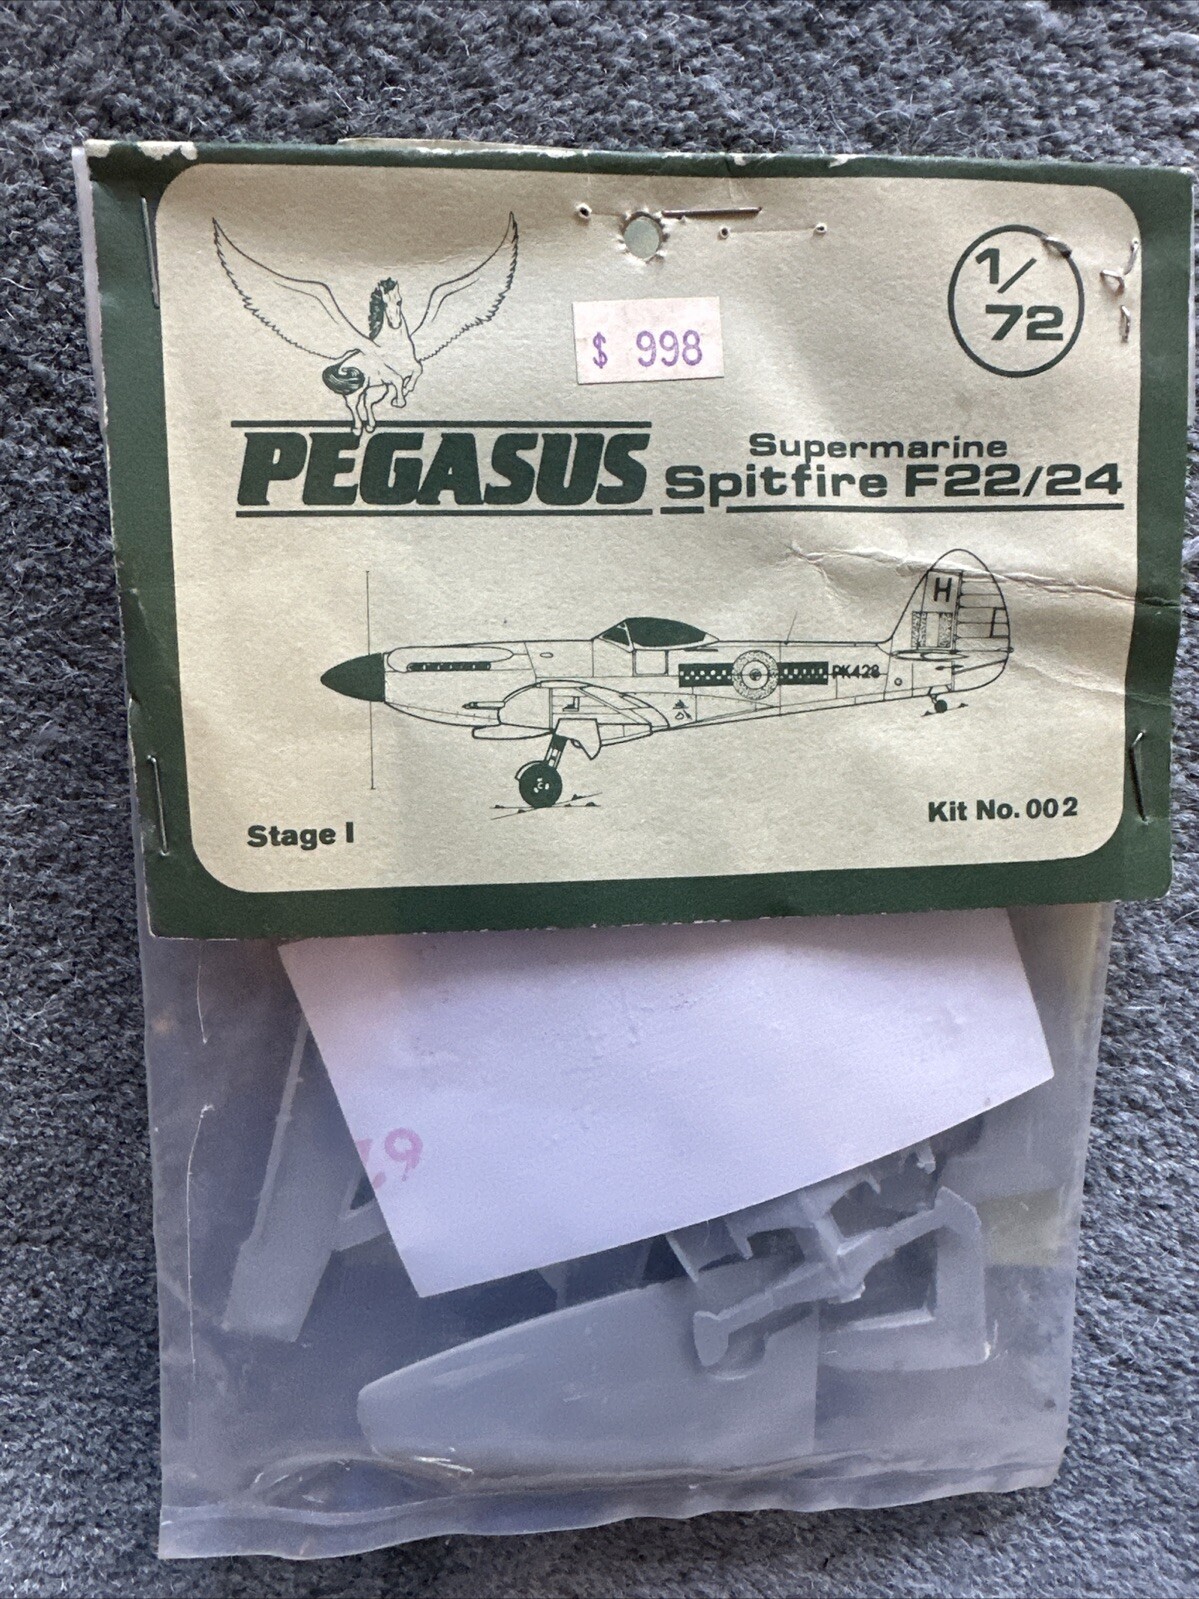 1/72
$ 998
PEGASUS
Supermarine
Spitfire F22/24
H
PK428
Stage I
Kit No. 002